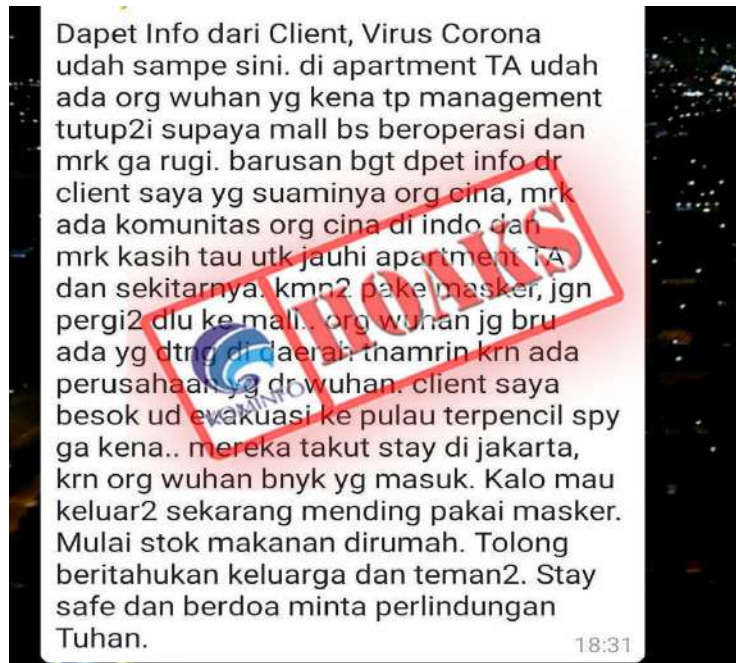 Dapet Info dari Client, Virus Corona
udah sampe sini. di apartment TA udah
ada org wuhan yg kena tp management
tutup2i supaya mall bs beroperasi dan
mrk ga rugi. barusan bgt dpet info dr
client saya yg suaminya org cina, mrk
ada komunitas org cina di indo dan
mrk kasih tau utk jauhi apartment TA
dan sekitarnya. kmn2 pake masker, jgn
pergi2 dlu ke mall.. org wuhan jg bru
ada yg dtng di daerah thamrin krn ada
perusahaan yg dr wuhan. client saya
besok ud evakuasi ke pulau terpencil spy
ga kena.. mereka takut stay di jakarta,
krn org wuhan bnyk yg masuk. Kalo mau
keluar2 sekarang mending pakai masker.
Mulai stok makanan dirumah. Tolong
beritahukan keluarga dan teman2. Stay
safe dan berdoa minta perlindungan
Tuhan.
18:31
HOAKS
KOMINFO